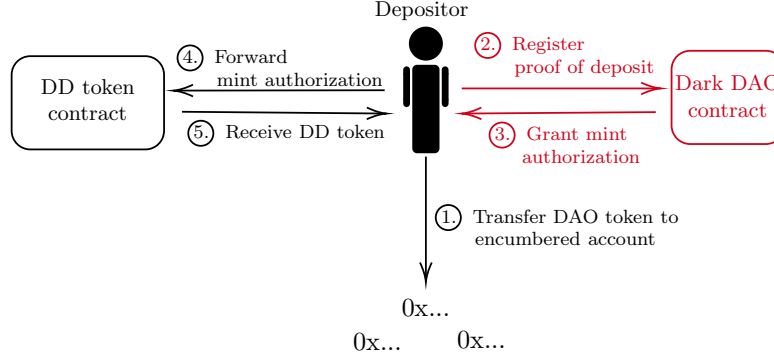 Depositor
4. Forward
mint authorization
DD token
contract
5. Receive DD token
2. Register
proof of deposit
Dark DAO
contract
3. Grant mint
authorization
1. Transfer DAO token to
encumbered account
0x...
0x... 0x...